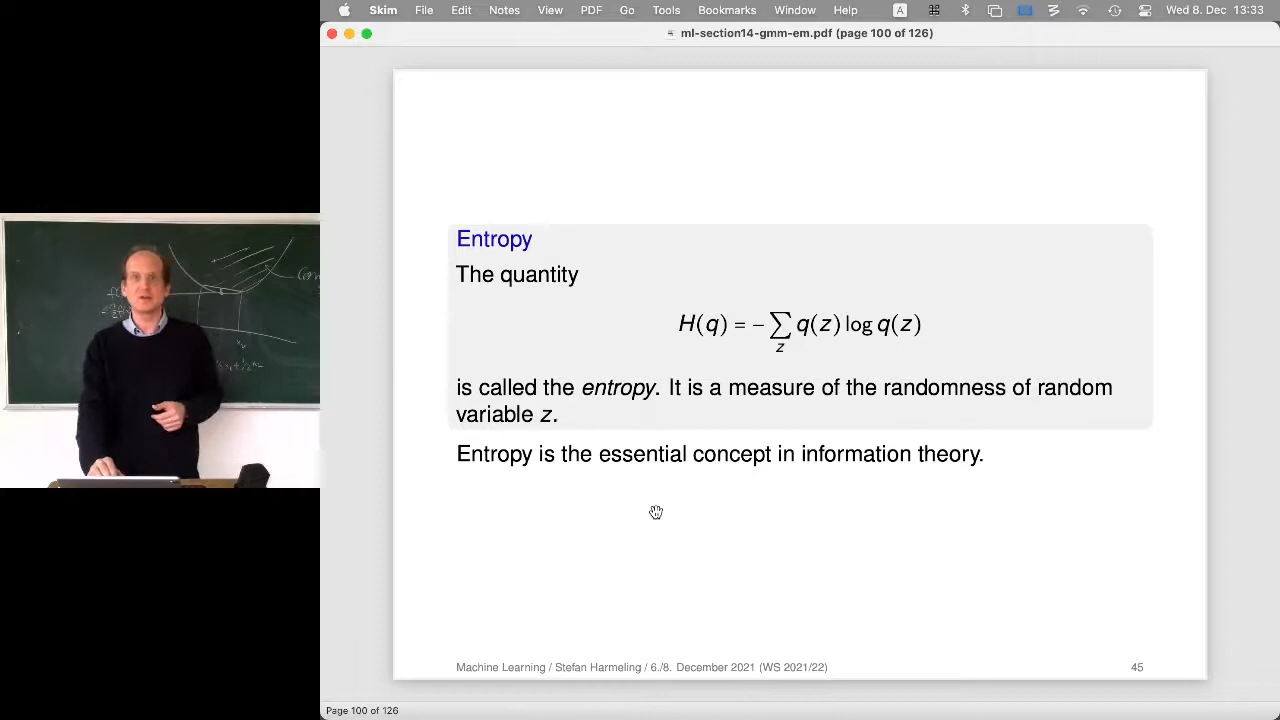 Skim File Edit Notes View PDF Go Tools Bookmarks Window Help A Wed 8. Dec 13:33
ml-section14-gmm-em.pdf (page 100 of 126)
Entropy
The quantity
H(q) = − ∑_z q(z) log q(z)
is called the entropy. It is a measure of the randomness of random
variable z.
Entropy is the essential concept in information theory.
Machine Learning / Stefan Harmeling / 6./8. December 2021 (WS 2021/22) 45
Page 100 of 126